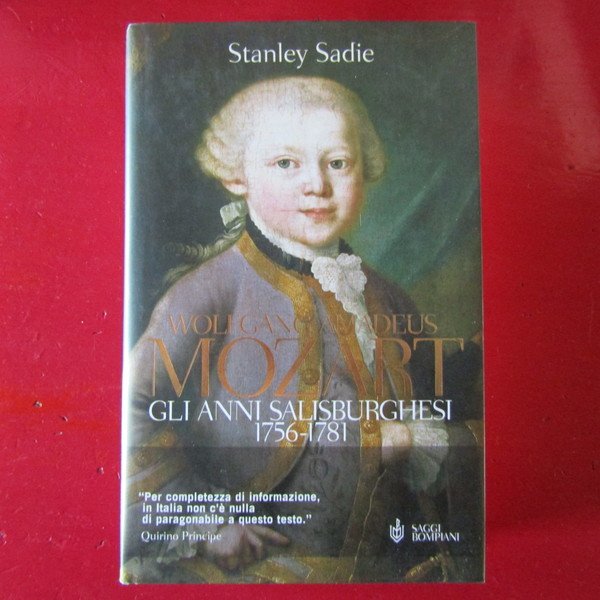 Stanley Sadie
WOLFGANG AMADEUS
MOZART
GLI ANNI SALISBURGHESI
1756-1781
“Per completezza di informazione,
in Italia non c'è nulla
di paragonabile a questo testo.”
Quirino Principe
SAGGI
BOMPIANI